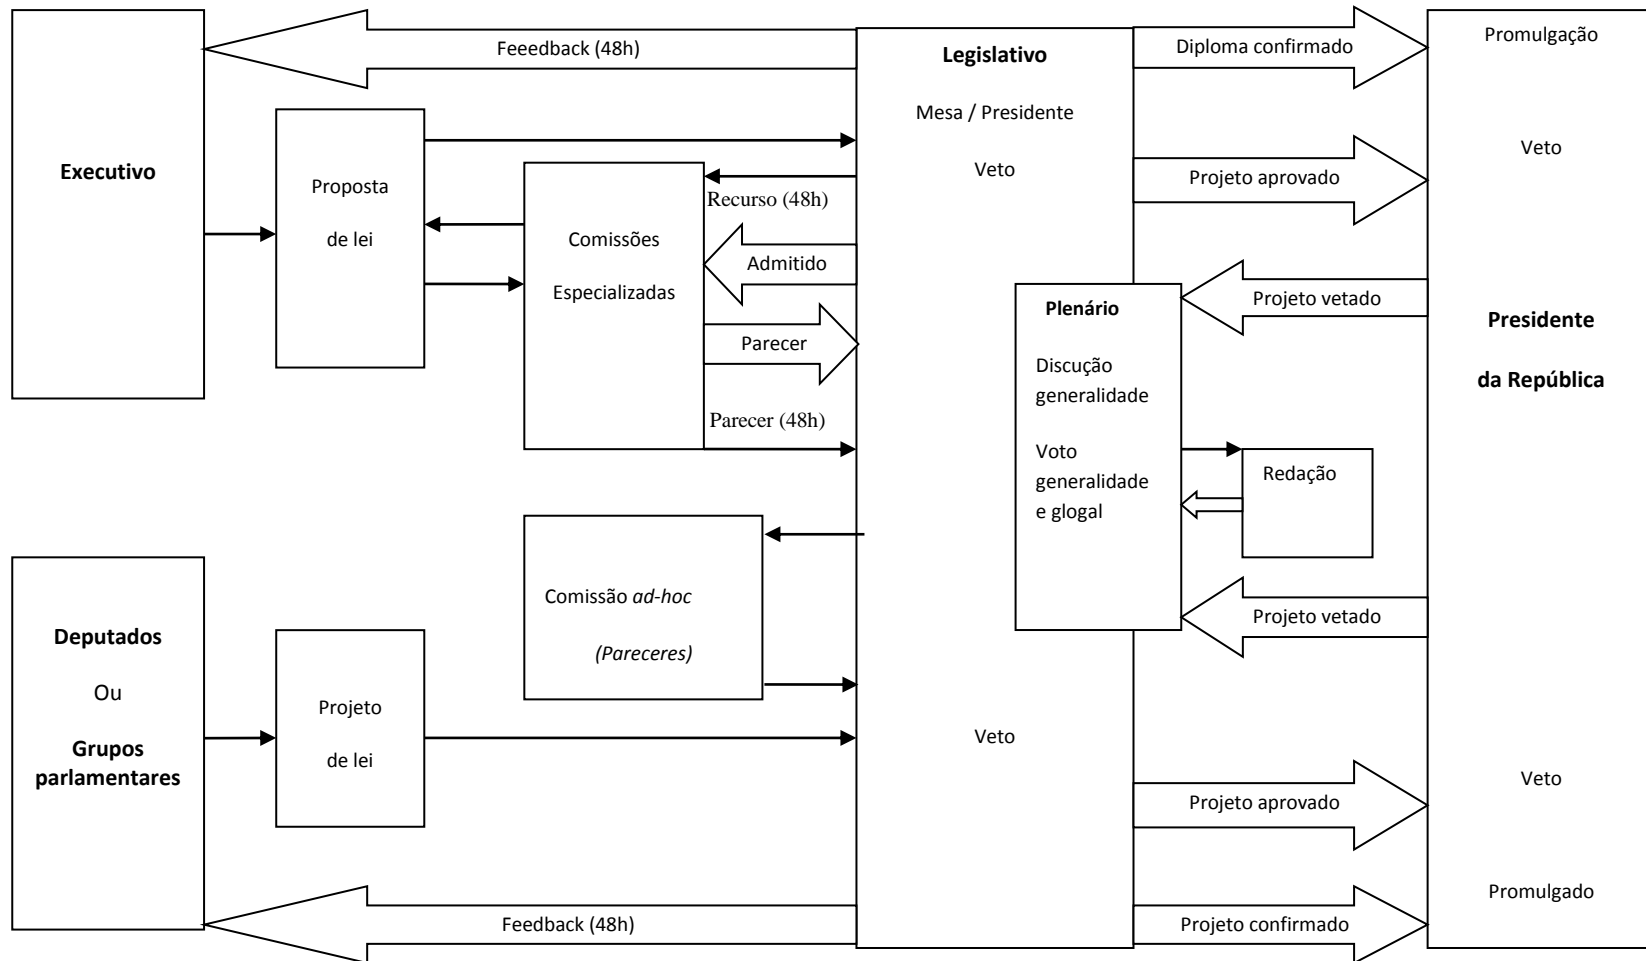 Feeedback (48h)
Executivo
Proposta
de lei
Comissões
Especializadas
Recurso (48h)
Admitido
Parecer
Parecer (48h)
Legislativo
Mesa / Presidente
Veto
Diploma confirmado
Projeto aprovado
Projeto vetado
Promulgação
Veto
Presidente
da República
Plenário
Discução
generalidade
Voto
generalidade
e glogal
Redação
Projeto vetado
Comissão ad-hoc
(Pareceres)
Deputados
Ou
Grupos
parlamentares
Projeto
de lei
Veto
Projeto aprovado
Veto
Feedback (48h)
Projeto confirmado
Promulgado